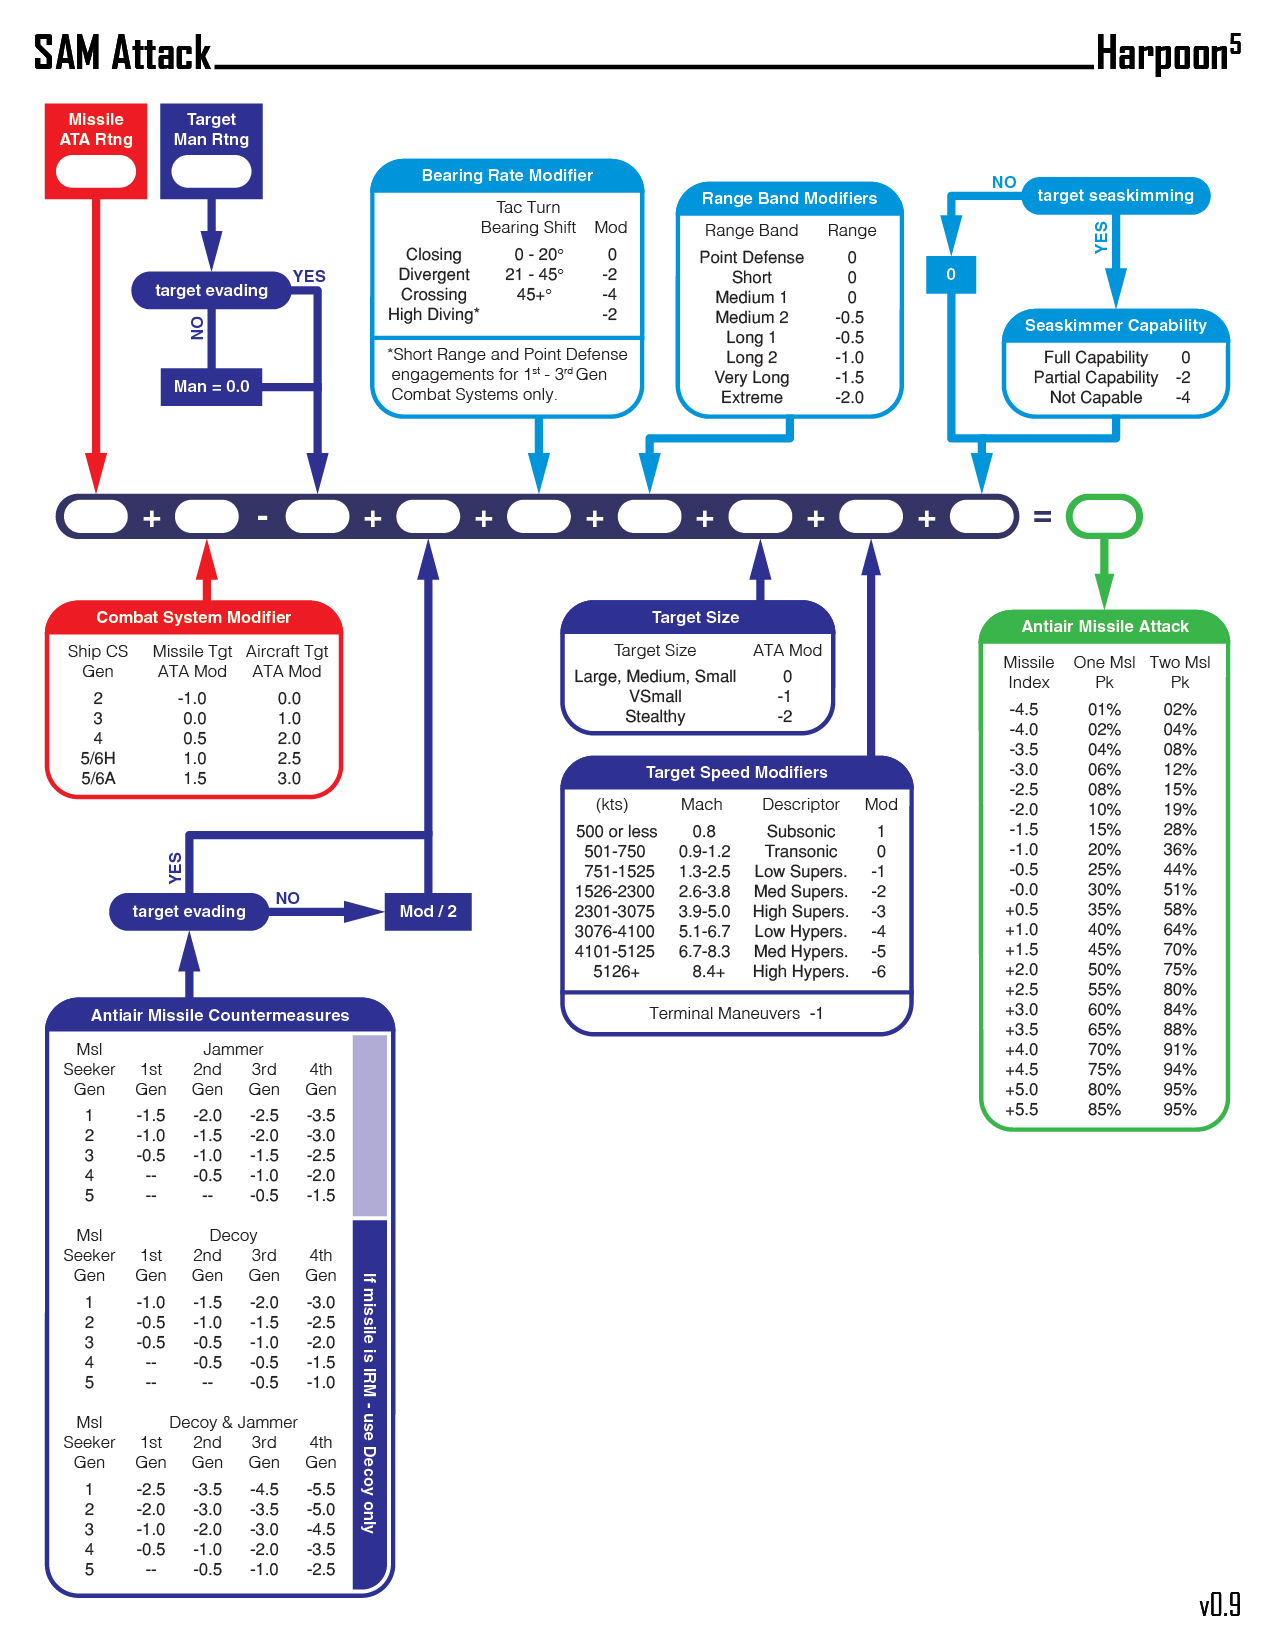 SAM Attack
Harpoon5
Missile
ATA Rtng
Target
Man Rtng
target evading
YES
NO
Man = 0.0
Bearing Rate Modifier
Tac Turn
Bearing Shift Mod
Closing 0 - 20° 0
Divergent 21 - 45° -2
Crossing 45+° -4
High Diving* -2
*Short Range and Point Defense
engagements for 1st - 3rd Gen
Combat Systems only.
Range Band Modifiers
Range Band Range
Point Defense 0
Short 0
Medium 1 0
Medium 2 -0.5
Long 1 -0.5
Long 2 -1.0
Very Long -1.5
Extreme -2.0
NO
target seaskimming
YES
0
Seaskimmer Capability
Full Capability 0
Partial Capability -2
Not Capable -4
+ - + + + + + + =
Combat System Modifier
Ship CS Missile Tgt Aircraft Tgt
Gen ATA Mod ATA Mod
2 -1.0 0.0
3 0.0 1.0
4 0.5 2.0
5/6H 1.0 2.5
5/6A 1.5 3.0
YES
target evading
NO
Mod / 2
Antiair Missile Countermeasures
Msl Jammer
Seeker 1st 2nd 3rd 4th
Gen Gen Gen Gen Gen
1 -1.5 -2.0 -2.5 -3.5
2 -1.0 -1.5 -2.0 -3.0
3 -0.5 -1.0 -1.5 -2.5
4 -- -0.5 -1.0 -2.0
5 -- -- -0.5 -1.5
Msl Decoy
Seeker 1st 2nd 3rd 4th
Gen Gen Gen Gen Gen
1 -1.0 -1.5 -2.0 -3.0
2 -0.5 -1.0 -1.5 -2.5
3 -0.5 -0.5 -1.0 -2.0
4 -- -0.5 -0.5 -1.5
5 -- -- -0.5 -1.0
Msl Decoy & Jammer
Seeker 1st 2nd 3rd 4th
Gen Gen Gen Gen Gen
1 -2.5 -3.5 -4.5 -5.5
2 -2.0 -3.0 -3.5 -5.0
3 -1.0 -2.0 -3.0 -4.5
4 -0.5 -1.0 -2.0 -3.5
5 -- -0.5 -1.0 -2.5
If missile is IRM - use Decoy only
Target Size
Target Size ATA Mod
Large, Medium, Small 0
VSmall -1
Stealthy -2
Target Speed Modifiers
(kts) Mach Descriptor Mod
500 or less 0.8 Subsonic 1
501-750 0.9-1.2 Transonic 0
751-1525 1.3-2.5 Low Supers. -1
1526-2300 2.6-3.8 Med Supers. -2
2301-3075 3.9-5.0 High Supers. -3
3076-4100 5.1-6.7 Low Hypers. -4
4101-5125 6.7-8.3 Med Hypers. -5
5126+ 8.4+ High Hypers. -6
Terminal Maneuvers -1
Antiair Missile Attack
Missile One Msl Two Msl
Index Pk Pk
-4.5 01% 02%
-4.0 02% 04%
-3.5 04% 08%
-3.0 06% 12%
-2.5 08% 15%
-2.0 10% 19%
-1.5 15% 28%
-1.0 20% 36%
-0.5 25% 44%
-0.0 30% 51%
+0.5 35% 58%
+1.0 40% 64%
+1.5 45% 70%
+2.0 50% 75%
+2.5 55% 80%
+3.0 60% 84%
+3.5 65% 88%
+4.0 70% 91%
+4.5 75% 94%
+5.0 80% 95%
+5.5 85% 95%
v0.9